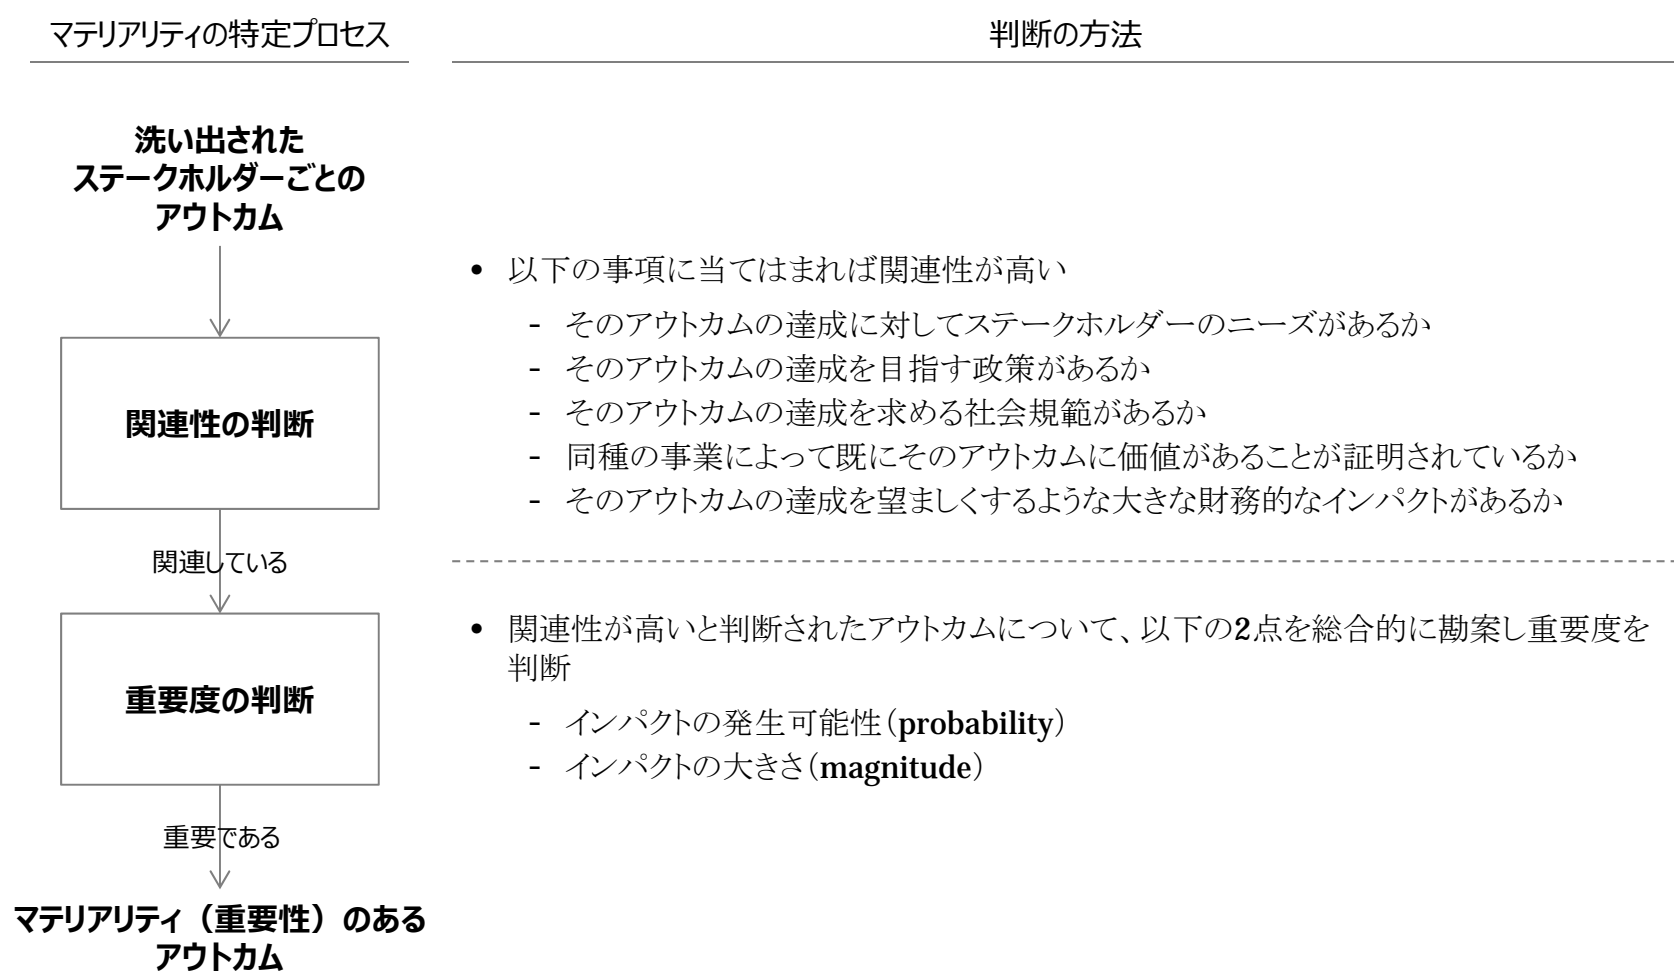 マテリアリティの特定プロセス
判断の方法
洗い出された
ステークホルダーごとの
アウトカム
• 以下の事項に当てはまれば関連性が高い
- そのアウトカムの達成に対してステークホルダーのニーズがあるか
- そのアウトカムの達成を目指す政策があるか
- そのアウトカムの達成を求める社会規範があるか
- 同種の事業によって既にそのアウトカムに価値があることが証明されているか
- そのアウトカムの達成を望ましくするような大きな財務的なインパクトがあるか
関連性の判断
関連している
• 関連性が高いと判断されたアウトカムについて、以下の2点を総合的に勘案し重要度を
判断
- インパクトの発生可能性（probability）
- インパクトの大きさ（magnitude）
重要度の判断
重要である
マテリアリティ（重要性）のある
アウトカム